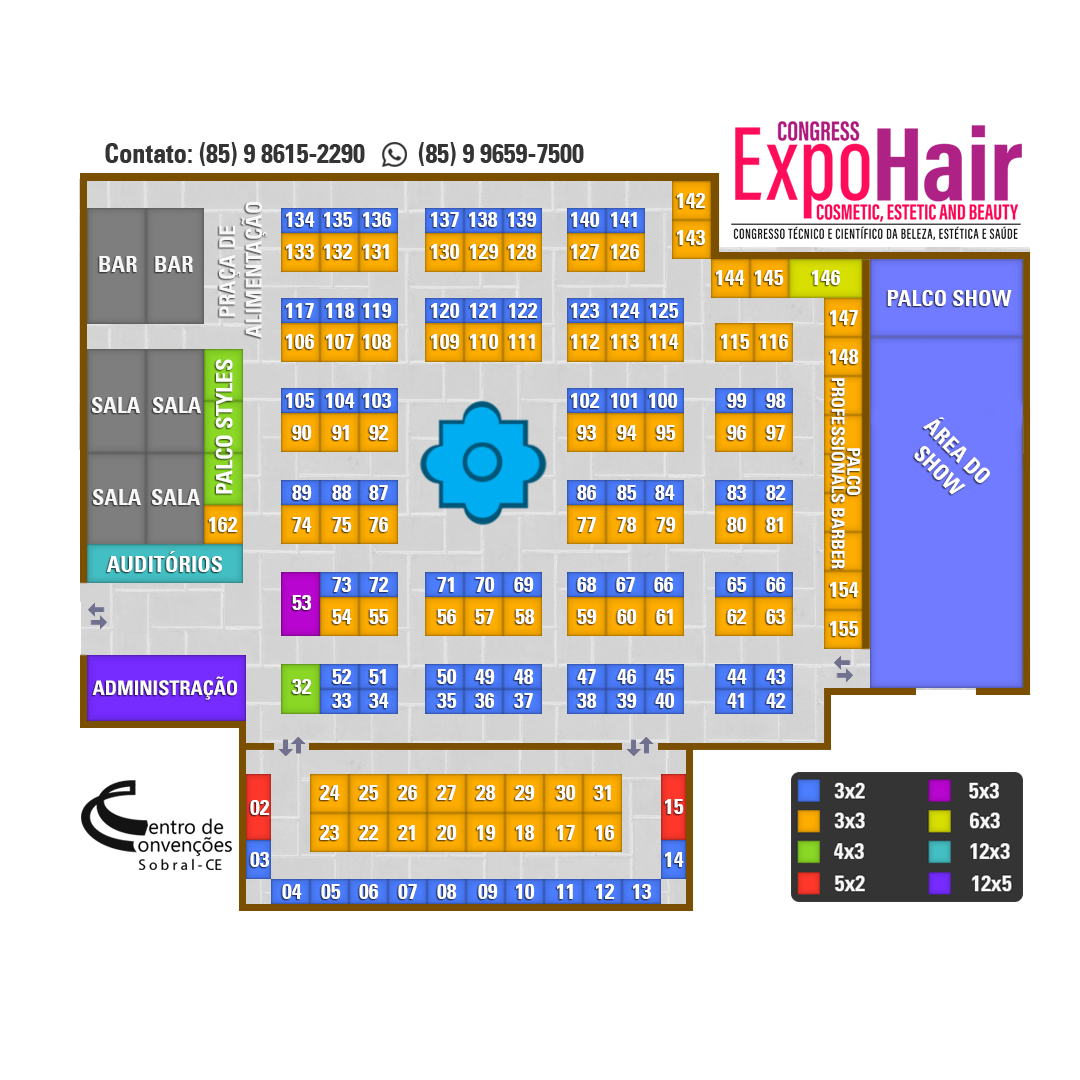 CONGRESS
ExpoHair
COSMETIC, ESTETIC AND BEAUTY
CONGRESSO TÉCNICO E CIENTÍFICO DA BELEZA, ESTÉTICA E SAÚDE
Contato: (85) 9 8615-2290 (85) 9 9659-7500
142
143
134 135 136 137 138 139 140 141
133 132 131 130 129 128 127 126
BAR BAR
PRAÇA DE
ALIMENTAÇÃO
144 145 146
PALCO SHOW
117 118 119 120 121 122 123 124 125
147
106 107 108 109 110 111 112 113 114 115 116
148
PALCO STYLES
SALA SALA
105 104 103 102 101 100 99 98
90 91 92 93 94 95 96 97
PALCO
PROFESSIONALS BARBER
ÁREA DO
SHOW
SALA SALA
89 88 87 86 85 84 83 82
162
74 75 76 77 78 79 80 81
AUDITÓRIOS
53
73 72 71 70 69 68 67 66 65 66
154
54 55 56 57 58 59 60 61 62 63
155
ADMINISTRAÇÃO
32
52 51 50 49 48 47 46 45 44 43
33 34 35 36 37 38 39 40 41 42
24 25 26 27 28 29 30 31
02
15
23 22 21 20 19 18 17 16
03
14
04 05 06 07 08 09 10 11 12 13
Centro de
Convenções
Sobral-CE
3x2 5x3
3x3 6x3
4x3 12x3
5x2 12x5